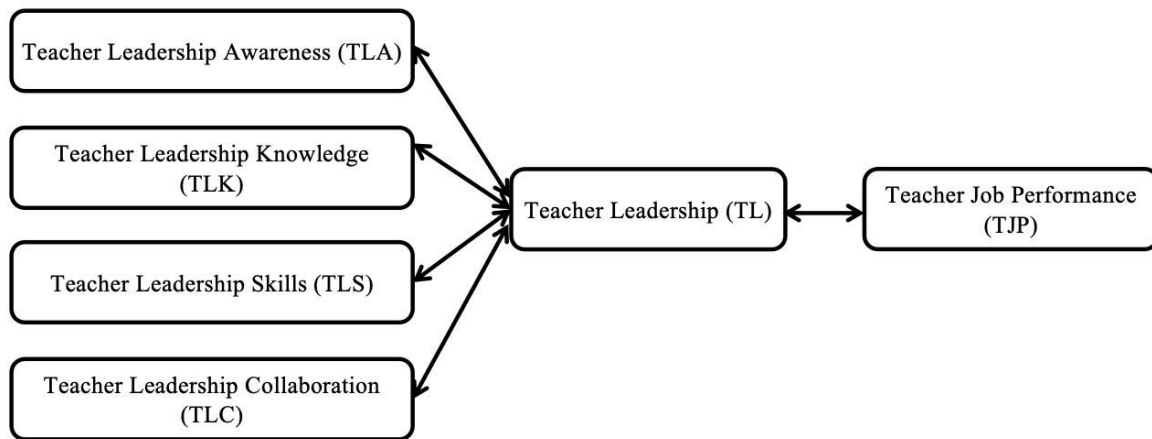 Teacher Leadership Awareness (TLA)
Teacher Leadership Knowledge
(TLK)
Teacher Leadership Skills (TLS)
Teacher Leadership Collaboration
(TLC)
Teacher Leadership (TL)
Teacher Job Performance
(TJP)